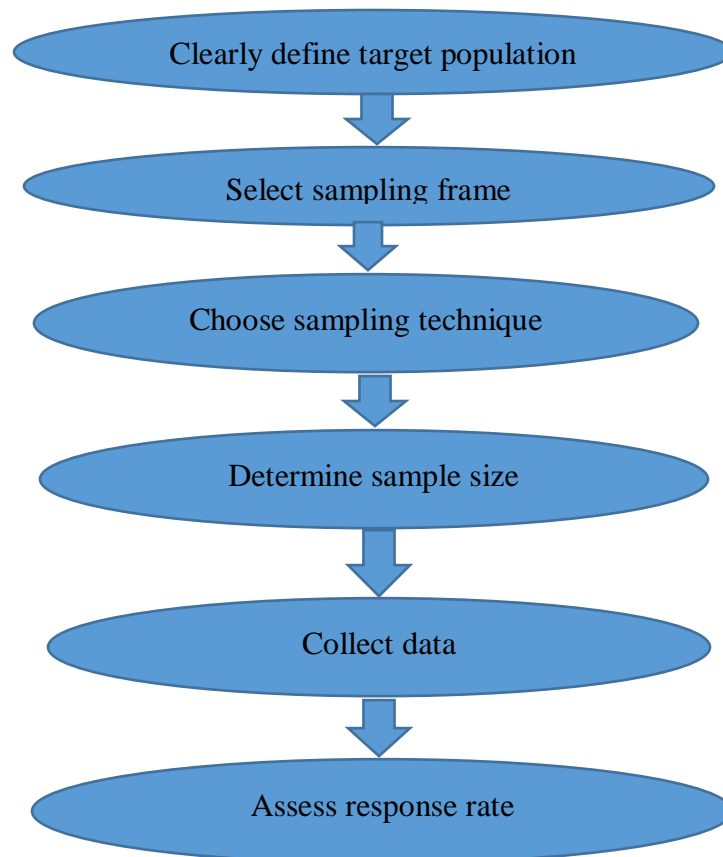 Clearly define target population
Select sampling frame
Choose sampling technique
Determine sample size
Collect data
Assess response rate